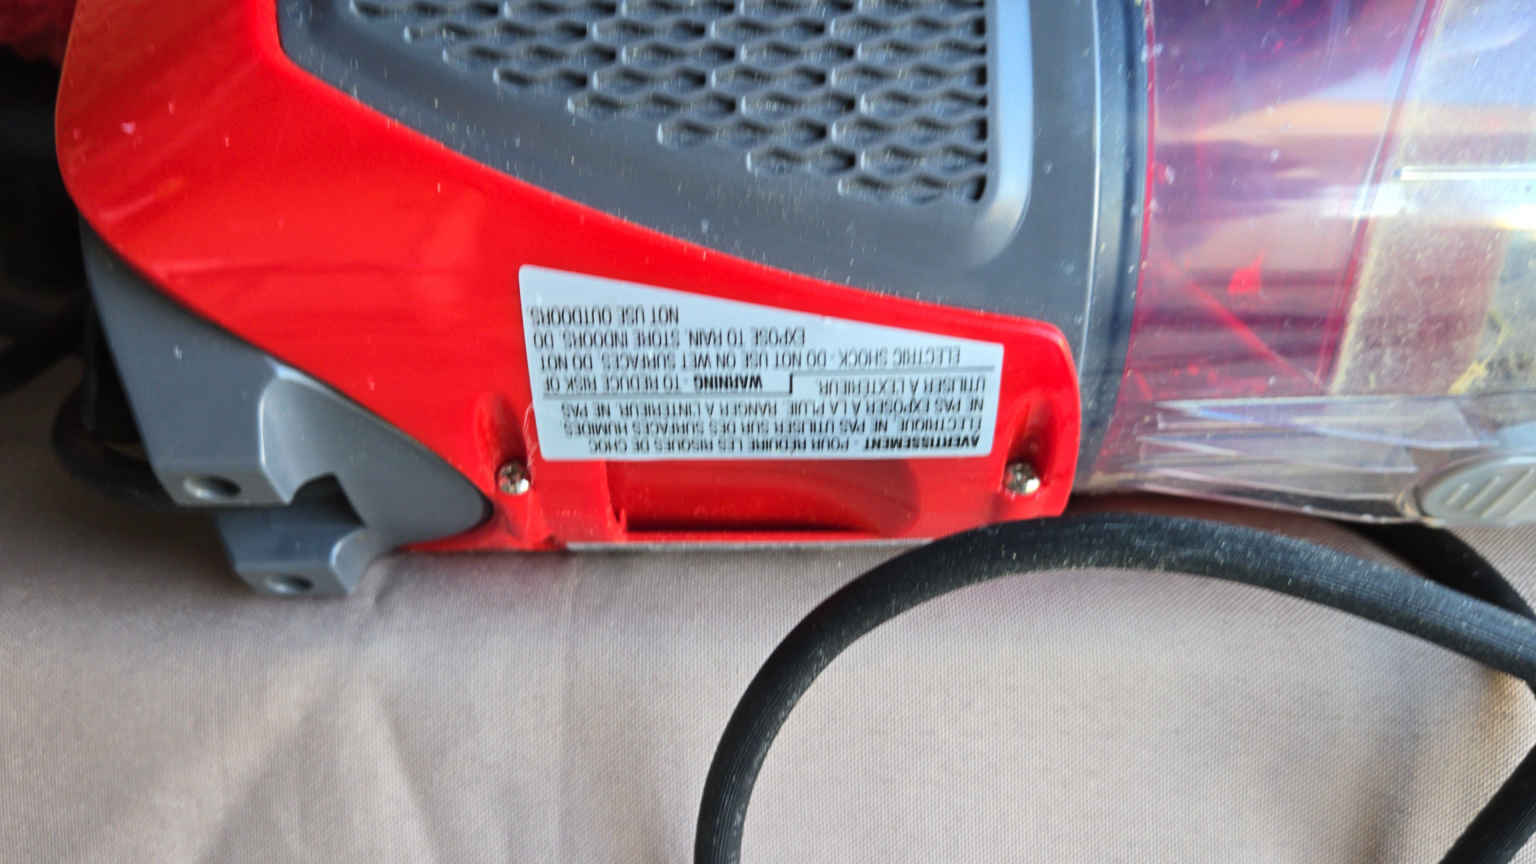 AVERTISSEMENT - POUR RÉDUIRE LES RISQUES DE CHOC
ELECTRIQUE, NE PAS UTILISER SUR DES SURFACES HUMIDES
NE PAS EXPOSER A LA PLUIE. RANGER A L'INTERIEUR. NE PAS
UTILISER A L'EXTERIEUR.
WARNING - TO REDUCE RISK OF
ELECTRIC SHOCK - DO NOT USE ON WET SURFACES. DO NOT
EXPOSE TO RAIN. STORE INDOORS. DO
NOT USE OUTDOORS